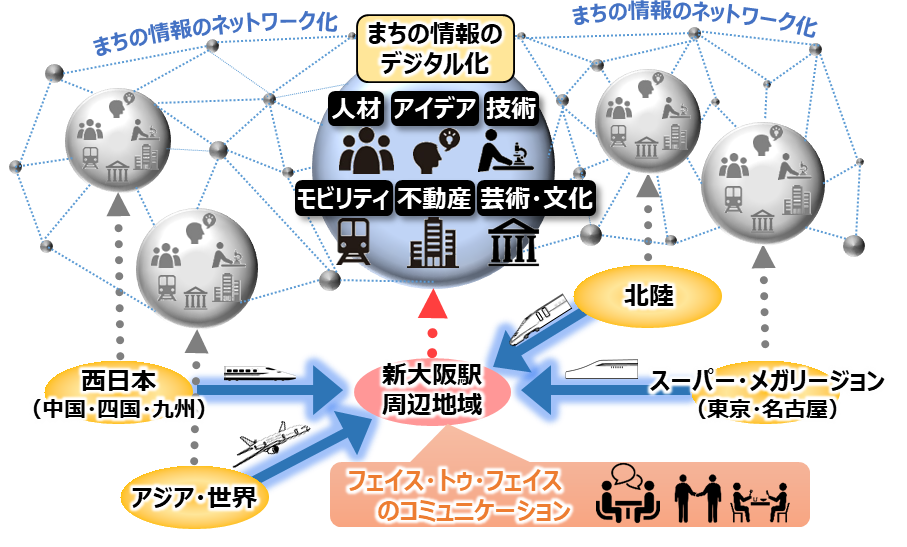 まちの情報のネットワーク化
まちの情報の
デジタル化
まちの情報のネットワーク化
人材 アイデア 技術
モビリティ 不動産 芸術・文化
北陸
西日本
（中国・四国・九州）
新大阪駅
周辺地域
スーパー・メガリージョン
（東京・名古屋）
アジア・世界
フェイス・トゥ・フェイス
のコミュニケーション